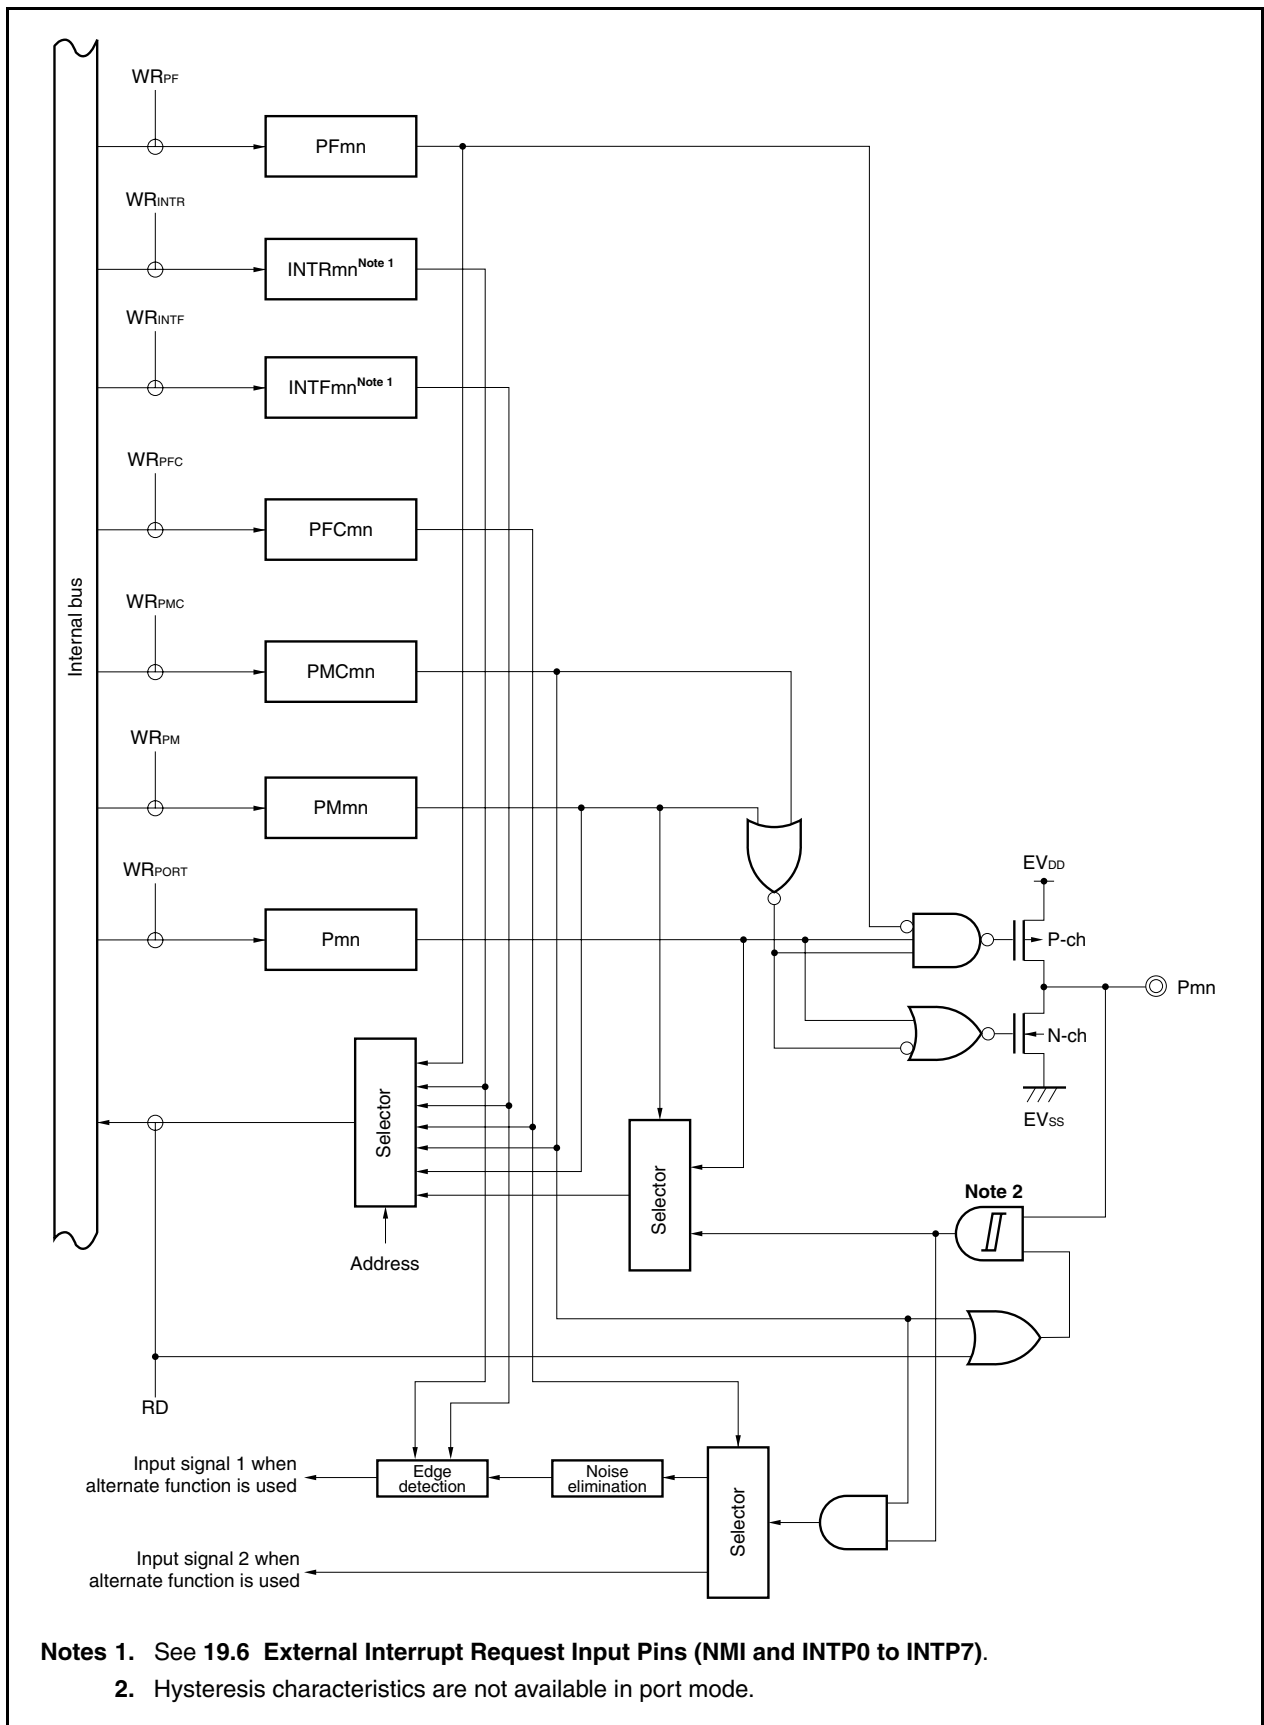 WRPF
PFmn
WRINTR
INTRmnNote 1
WRINTF
INTFmnNote 1
WRPFC
PFCmn
Internal bus
WRPMC
PMCmn
WRPM
PMmn
WRPORT
Pmn
EVDD
P-ch
Pmn
N-ch
EVSS
Selector
Address
Selector
Note 2
RD
Input signal 1 when
alternate function is used
Edge
detection
Noise
elimination
Selector
Input signal 2 when
alternate function is used
Notes 1. See 19.6 External Interrupt Request Input Pins (NMI and INTP0 to INTP7).
2. Hysteresis characteristics are not available in port mode.